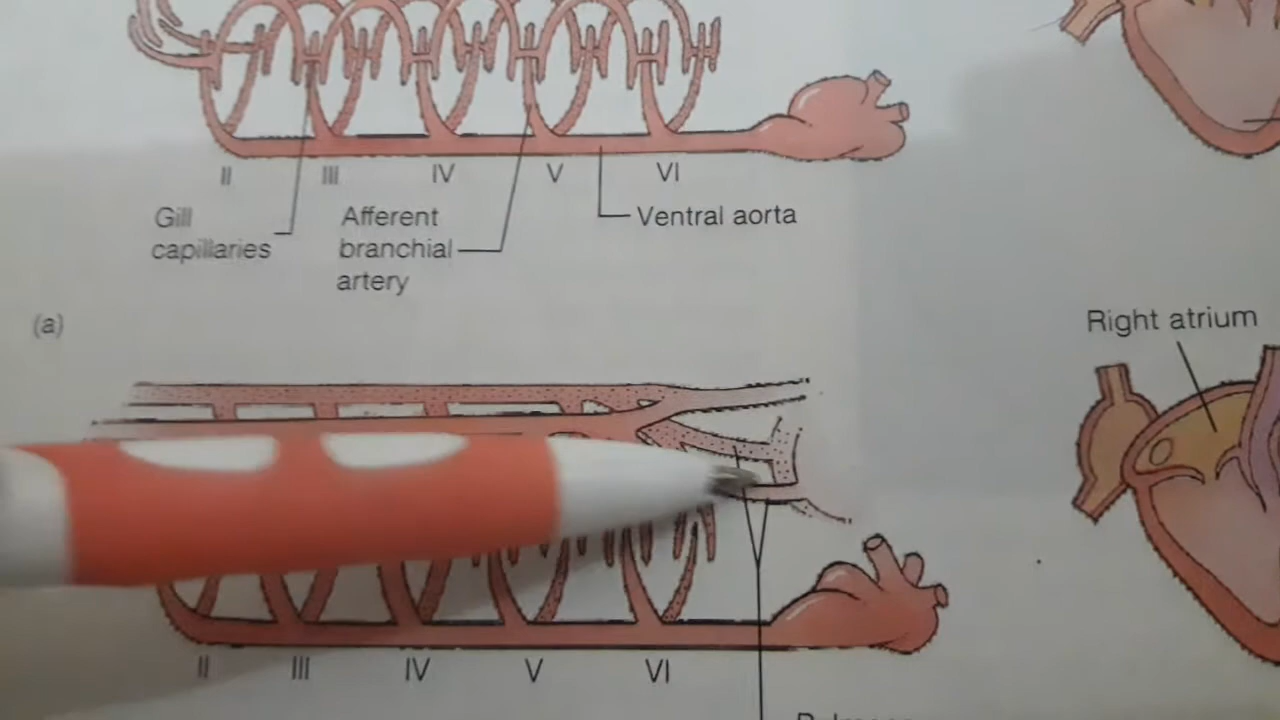 II III IV V VI
Gill
capillaries
Afferent
branchial
artery
Ventral aorta
(a)
Right atrium
II III IV V VI